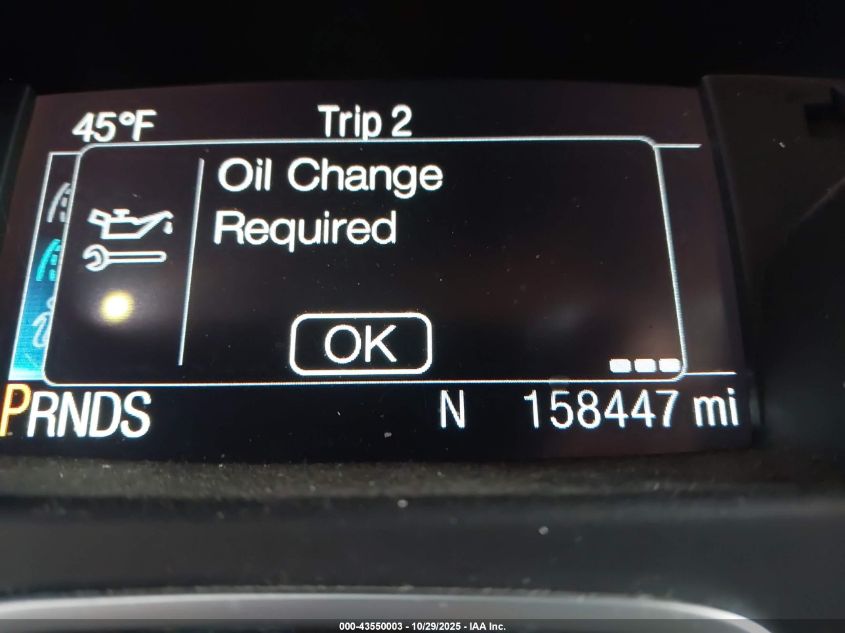 45°F Trip 2
Oil Change
Required
OK
PRNDS N 158447 mi
000-43550003 - 10/29/2025 - IAA Inc.